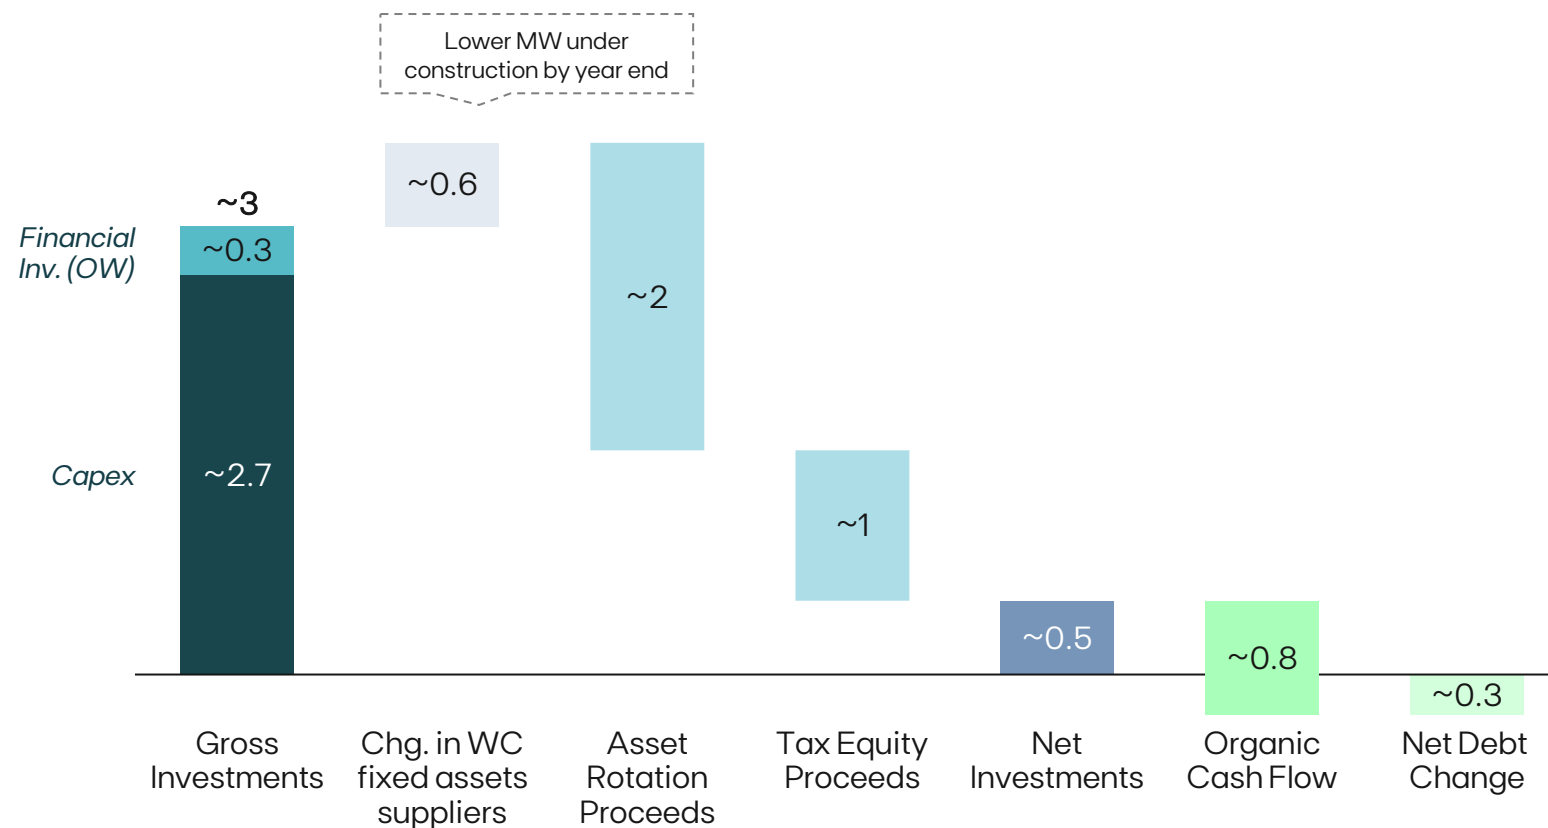 Lower MW under
construction by year end
~3
Financial
Inv. (OW)
~0.3
Capex
~2.7
~0.6
~2
~1
~0.5
~0.8
~0.3
Gross
Investments
Chg. in WC
fixed assets
suppliers
Asset
Rotation
Proceeds
Tax Equity
Proceeds
Net
Investments
Organic
Cash Flow
Net Debt
Change